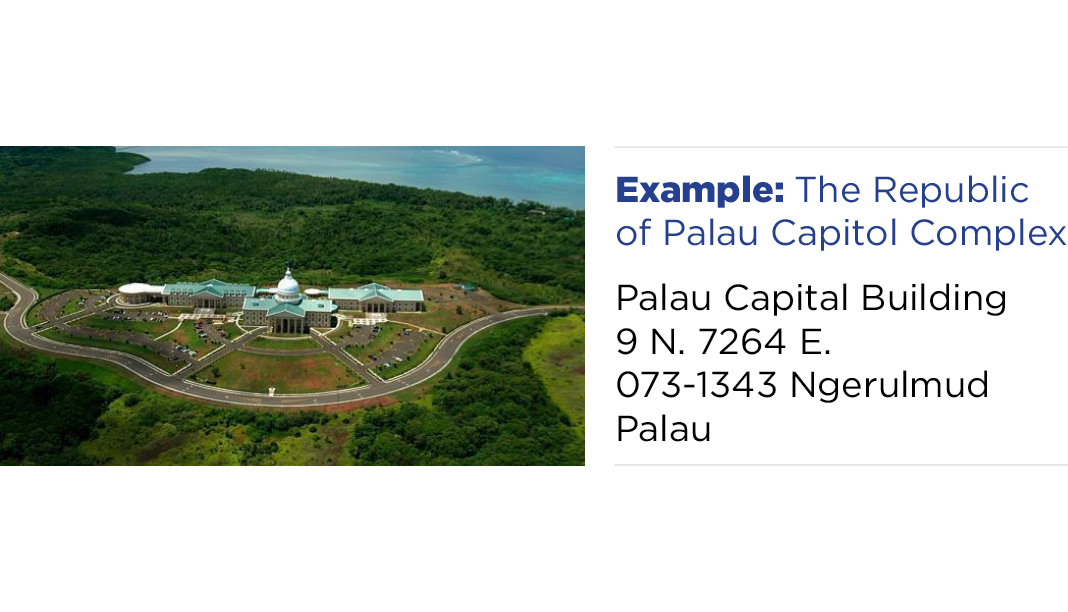 Example: The Republic
of Palau Capitol Complex
Palau Capital Building
9 N. 7264 E.
073-1343 Ngerulmud
Palau